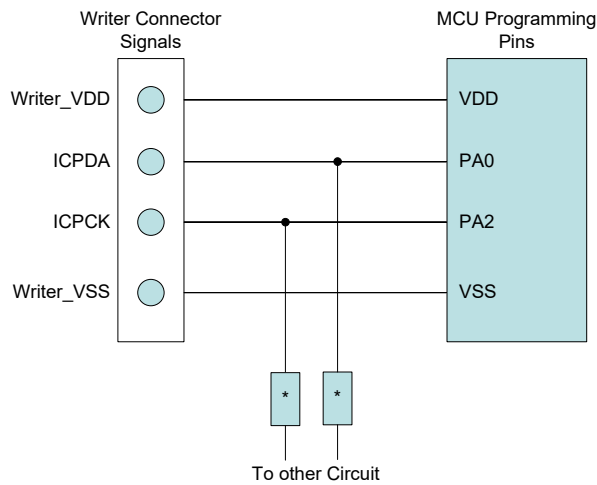 Writer Connector
Signals
MCU Programming
Pins
Writer_VDD
VDD
ICPDA
PA0
ICPCK
PA2
Writer_VSS
VSS
*
*
To other Circuit